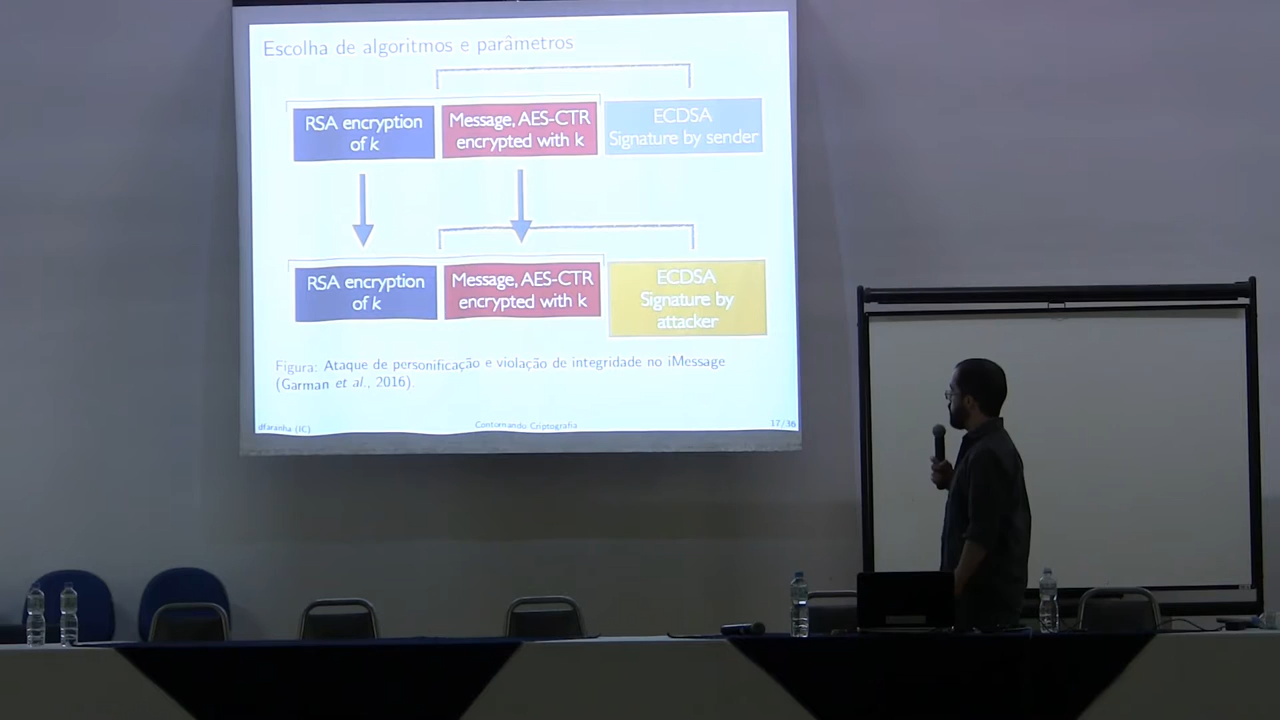 Escolha de algoritmos e parâmetros
RSA encryption
of k
Message, AES-CTR
encrypted with k
ECDSA
Signature by sender
RSA encryption
of k
Message, AES-CTR
encrypted with k
ECDSA
Signature by
attacker
Figura: Ataque de personificação e violação de integridade no iMessage
(Garman et al., 2016).
dfaranha (IC)
Contornando Criptografia
17/36